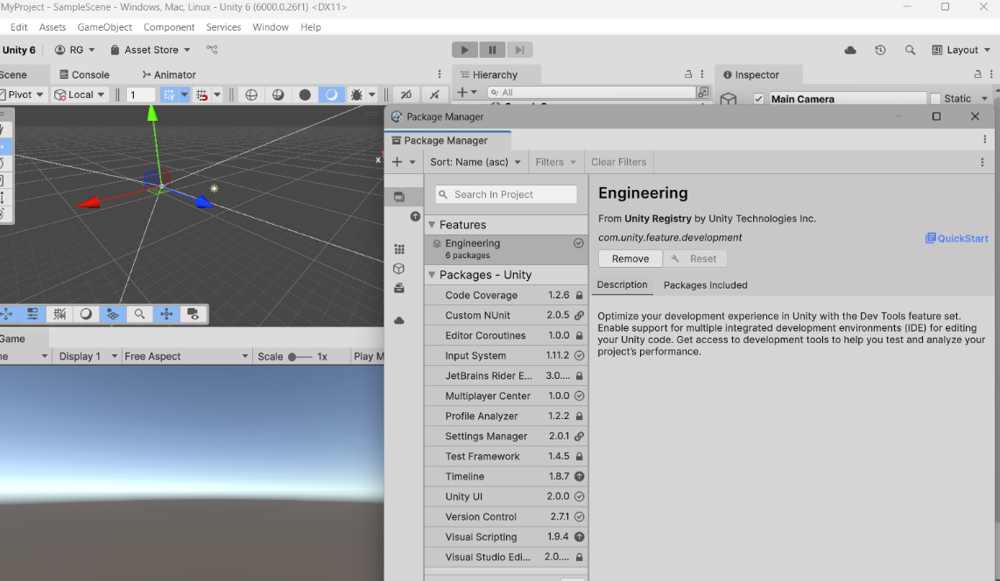 MyProject - SampleScene - Windows, Mac, Linux - Unity 6 (6000.0.26f1) <DX11>
Edit Assets GameObject Component Services Window Help
Unity 6 RG Asset Store Layout
Scene Console Animator Hierarchy Inspector
Pivot Local 1 All Main Camera Static
Package Manager
Package Manager
Sort: Name (asc) Filters Clear Filters
Search In Project
Features
Engineering
6 packages
Packages - Unity
Code Coverage 1.2.6
Custom NUnit 2.0.5
Editor Coroutines 1.0.0
Input System 1.11.2
JetBrains Rider E... 3.0....
Multiplayer Center 1.0.0
Profile Analyzer 1.2.2
Settings Manager 2.0.1
Test Framework 1.4.5
Timeline 1.8.7
Unity UI 2.0.0
Version Control 2.7.1
Visual Scripting 1.9.4
Visual Studio Edi... 2.0....
Engineering
From Unity Registry by Unity Technologies Inc.
com.unity.feature.development QuickStart
Remove Reset
Description Packages Included
Optimize your development experience in Unity with the Dev Tools feature set.
Enable support for multiple integrated development environments (IDE) for editing
your Unity code. Get access to development tools to help you test and analyze your
project's performance.
x
Game
Display 1 Free Aspect Scale 1x Play M